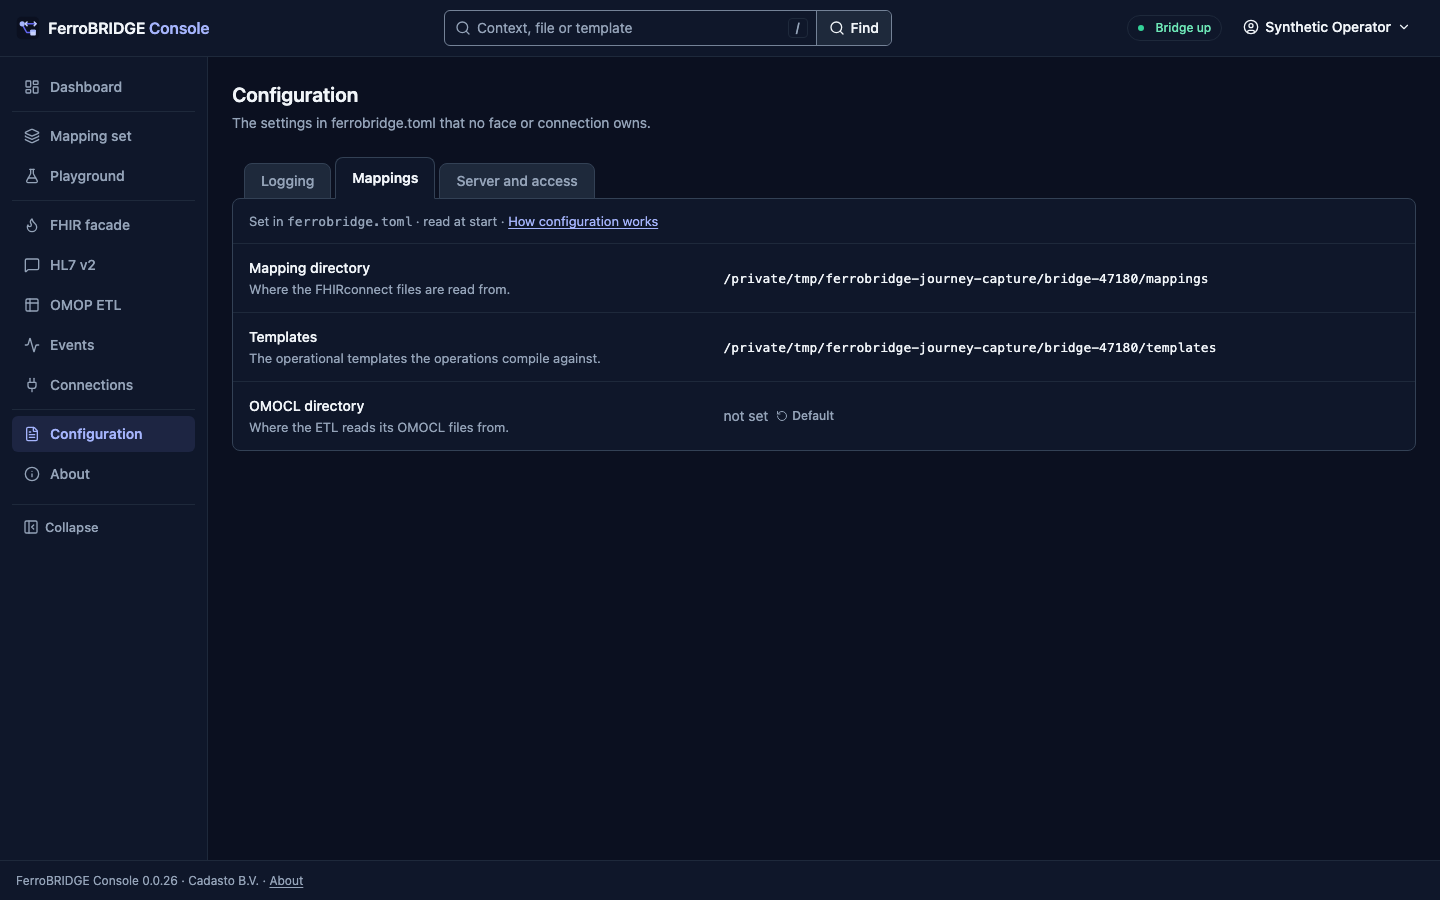 FerroBRIDGE Console
Context, file or template
/
Find
Bridge up
Synthetic Operator
Dashboard
Mapping set
Playground
FHIR facade
HL7 v2
OMOP ETL
Events
Connections
Configuration
About
Collapse
Configuration
The settings in ferrobridge.toml that no face or connection owns.
Logging
Mappings
Server and access
Set in ferrobridge.toml · read at start · How configuration works
Mapping directory
Where the FHIRconnect files are read from.
/private/tmp/ferrobridge-journey-capture/bridge-47180/mappings
Templates
The operational templates the operations compile against.
/private/tmp/ferrobridge-journey-capture/bridge-47180/templates
OMOCL directory
Where the ETL reads its OMOCL files from.
not set Default
FerroBRIDGE Console 0.0.26 · Cadasto B.V. · About